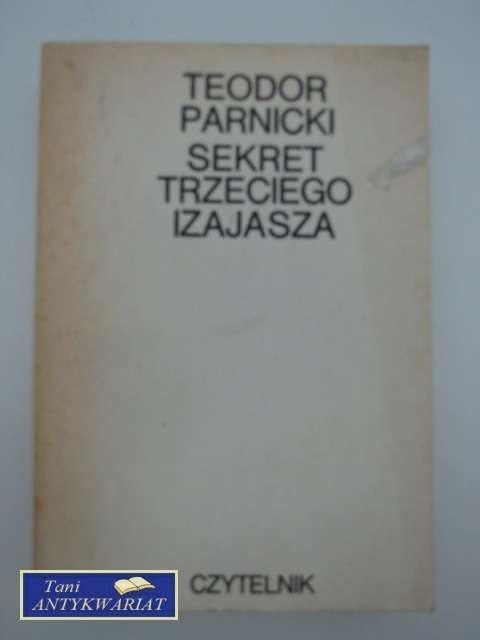 TEODOR
PARNICKI
SEKRET
TRZECIEGO
IZAJASZA
CZYTELNIK
Tani
ANTYKWARIAT